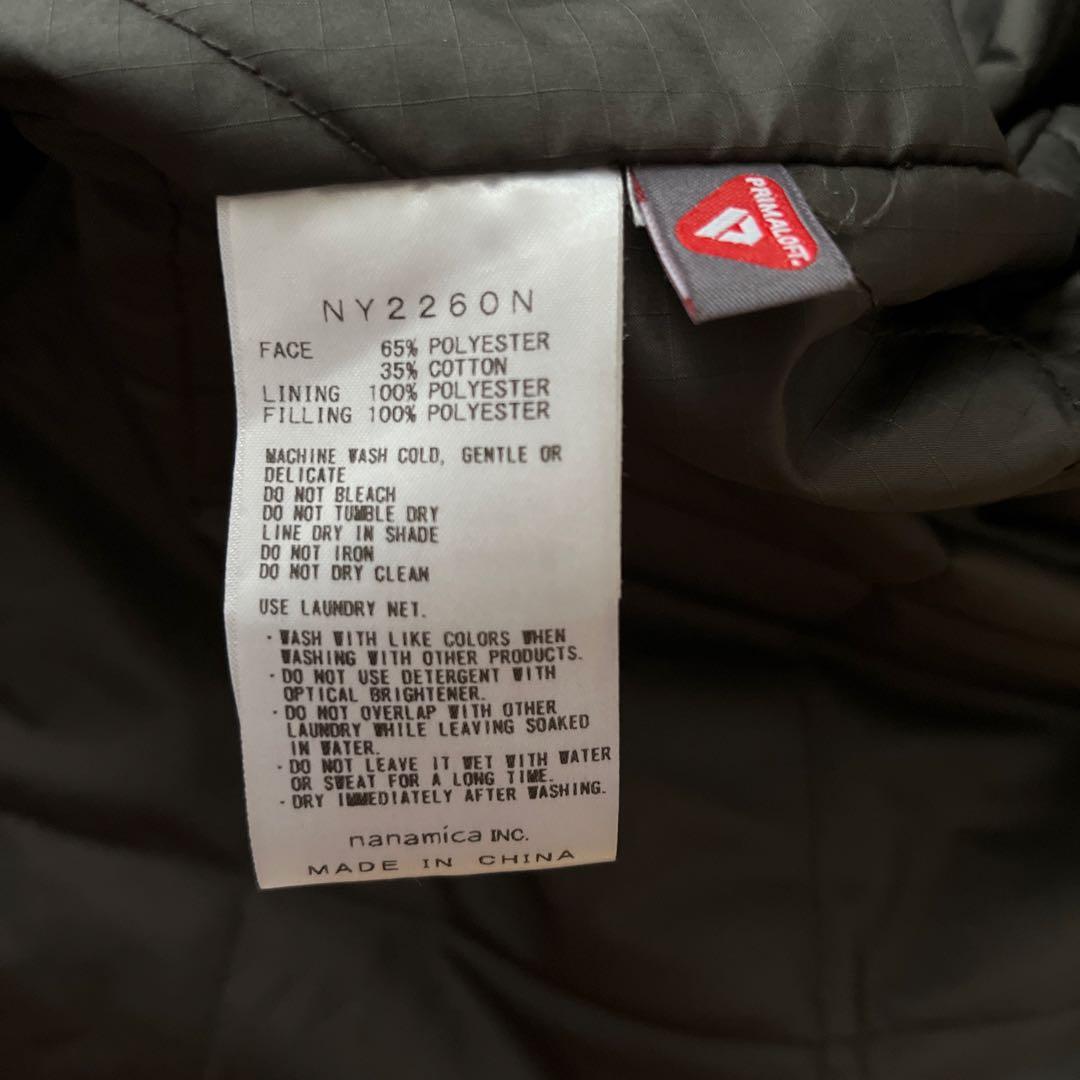 PRIMALOFT®
NY2260N
FACE 65% POLYESTER
35% COTTON
LINING 100% POLYESTER
FILLING 100% POLYESTER
MACHINE WASH COLD, GENTLE OR
DELICATE
DO NOT BLEACH
DO NOT TUMBLE DRY
LINE DRY IN SHADE
DO NOT IRON
DO NOT DRY CLEAN
USE LAUNDRY NET.
・WASH WITH LIKE COLORS WHEN
WASHING WITH OTHER PRODUCTS.
・DO NOT USE DETERGENT WITH
OPTICAL BRIGHTENER.
・DO NOT OVERLAP WITH OTHER
LAUNDRY WHILE LEAVING SOAKED
IN WATER.
・DO NOT LEAVE IT WET WITH WATER
OR SWEAT FOR A LONG TIME.
・DRY IMMEDIATELY AFTER WASHING.
nanamica INC.
MADE IN CHINA